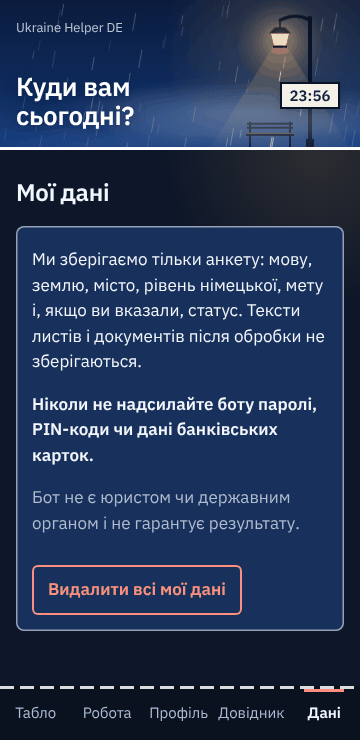 Ukraine Helper DE
Куди вам
сьогодні?
23:56
Мої дані
Ми зберігаємо тільки анкету: мову,
землю, місто, рівень німецької, мету
і, якщо ви вказали, статус. Тексти
листів і документів після обробки не
зберігаються.
Ніколи не надсилайте боту паролі,
PIN-коди чи дані банківських
карток.
Бот не є юристом чи державним
органом і не гарантує результату.
Видалити всі мої дані
Табло Робота Профіль Довідник Дані